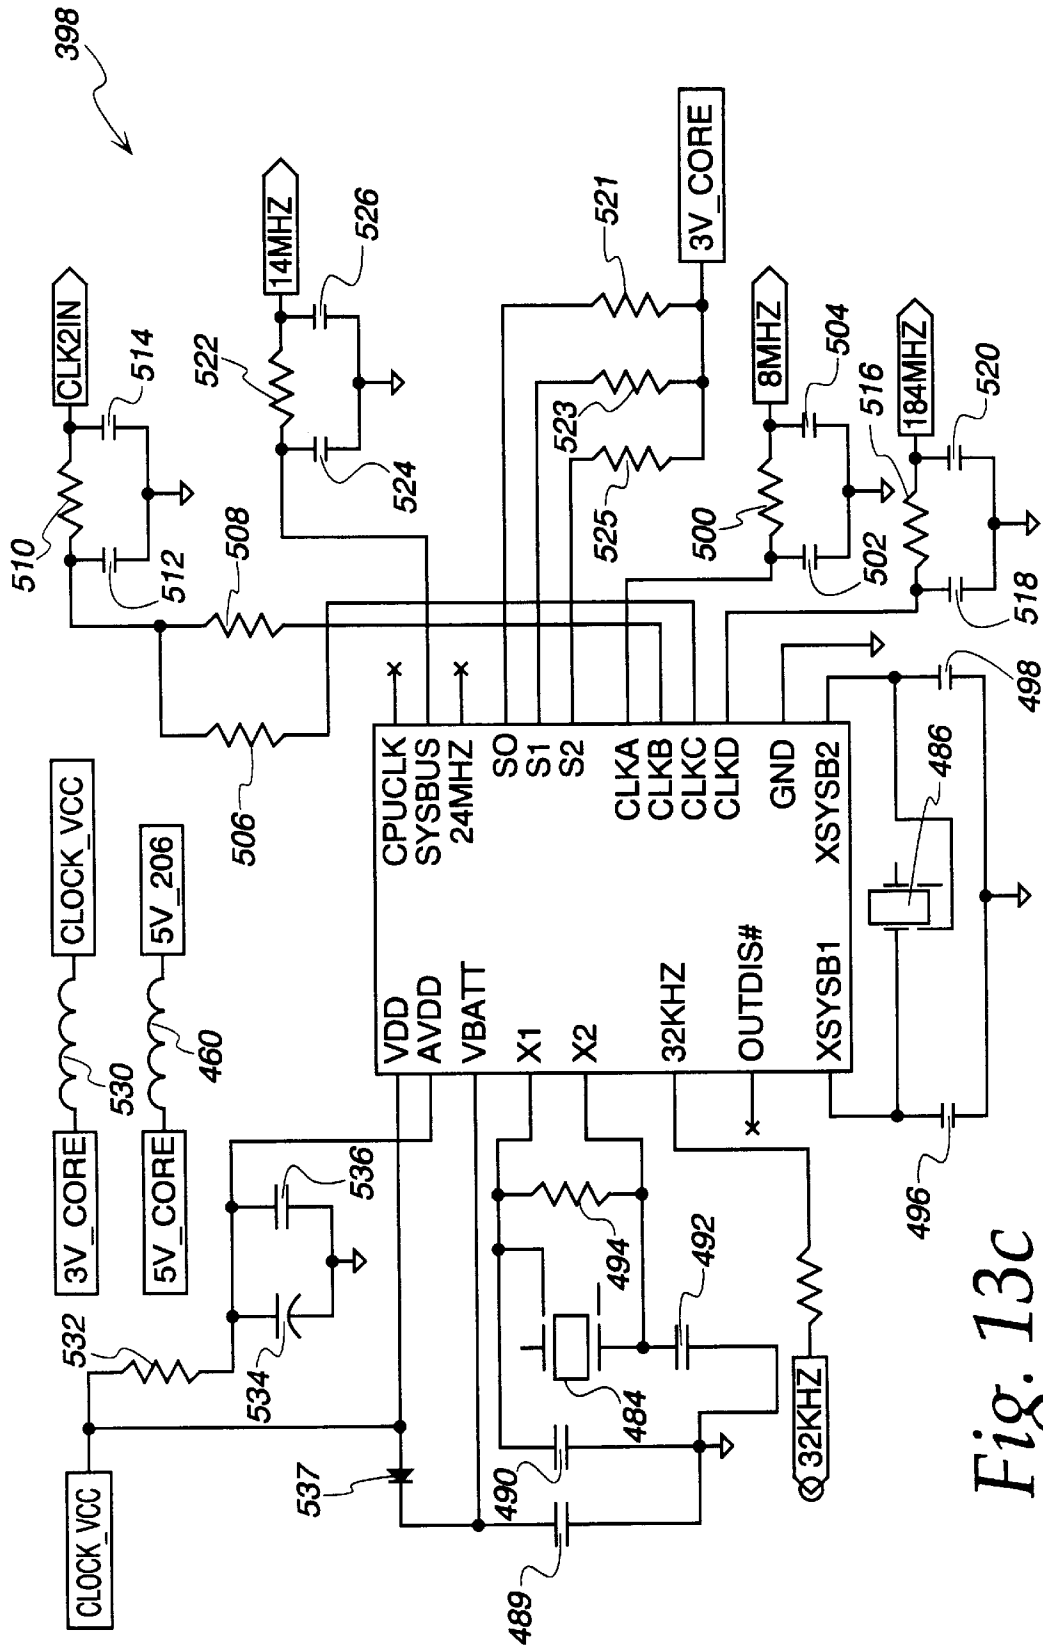 398
CLK2IN
514
510
512
508
506
14MHZ
526
522
524
3V_CORE
521
523
525
8MHZ
504
500
502
184MHZ
516
520
518
CLOCK_VCC
530
3V_CORE
5V_206
460
5V_CORE
CLOCK_VCC
532
534
536
537
489
490
484
494
492
32KHZ
VDD
AVDD
VBATT
X1
X2
32KHZ
OUTDIS#
XSYSB1
CPUCLK
SYSBUS
24MHZ
SO
S1
S2
CLKA
CLKB
CLKC
CLKD
GND
XSYSB2
486
498
496
Fig. 13c